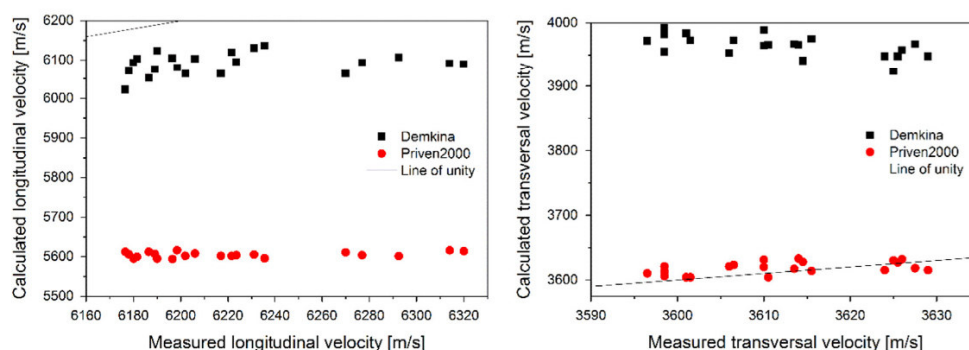 6200
6100
6000
5900
5800
5700
5600
5500
Calculated longitudinal velocity [m/s]
Demkina
Priven2000
Line of unity
6160 6180 6200 6220 6240 6260 6280 6300 6320
Measured longitudinal velocity [m/s]
4000
3900
3800
3700
3600
Calculated transversal velocity [m/s]
Demkina
Priven2000
Line of unity
3590 3600 3610 3620 3630
Measured transversal velocity [m/s]